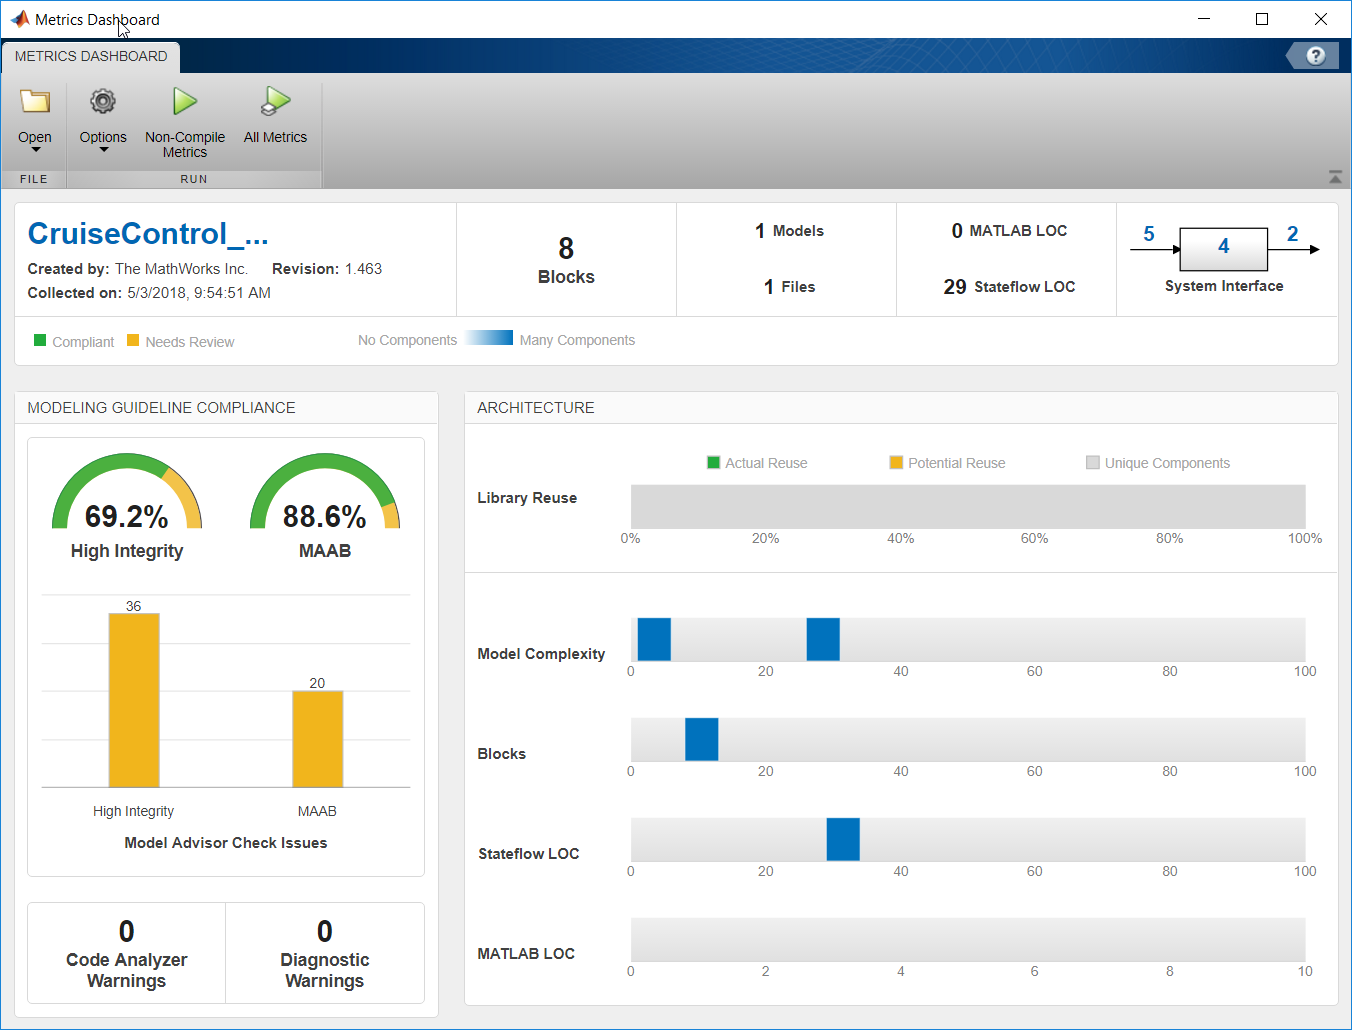 Metrics Dashboard
METRICS DASHBOARD
?
Open
Options
Non-Compile
Metrics
All Metrics
FILE
RUN
CruiseControl_...
Created by: The MathWorks Inc. Revision: 1.463
Collected on: 5/3/2018, 9:54:51 AM
8
Blocks
1 Models
1 Files
0 MATLAB LOC
29 Stateflow LOC
5
4
2
System Interface
Compliant
Needs Review
No Components
Many Components
MODELING GUIDELINE COMPLIANCE
69.2%
High Integrity
88.6%
MAAB
36
20
High Integrity
MAAB
Model Advisor Check Issues
0
Code Analyzer
Warnings
0
Diagnostic
Warnings
ARCHITECTURE
Actual Reuse
Potential Reuse
Unique Components
Library Reuse
0% 20% 40% 60% 80% 100%
Model Complexity
0 20 40 60 80 100
Blocks
0 20 40 60 80 100
Stateflow LOC
0 20 40 60 80 100
MATLAB LOC
0 2 4 6 8 10